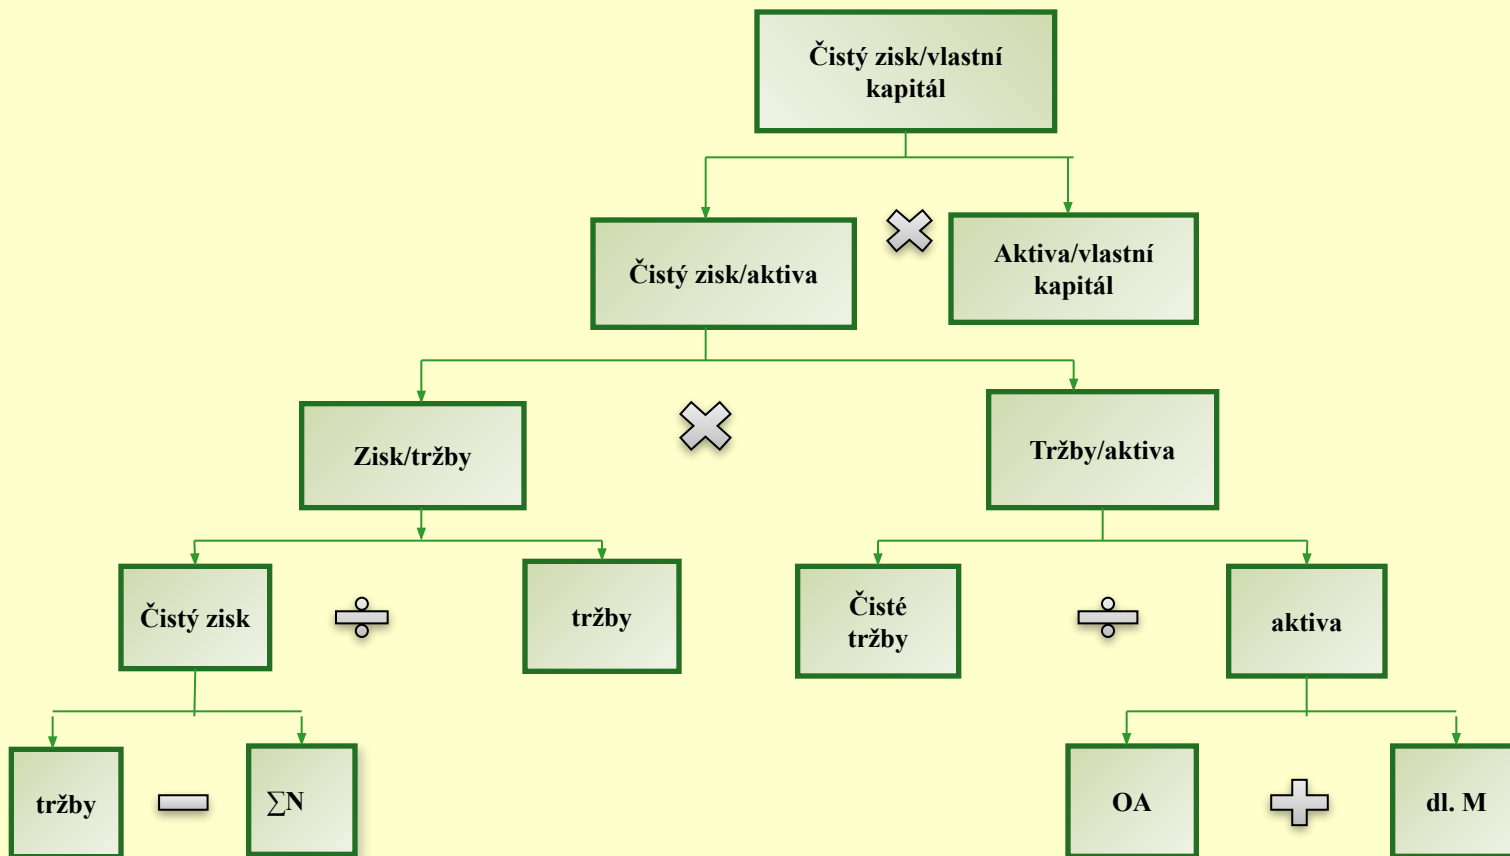 Čistý zisk/vlastní
kapitál
Čistý zisk/aktiva
Aktiva/vlastní
kapitál
Zisk/tržby
Tržby/aktiva
Čistý zisk
tržby
Čisté
tržby
aktiva
tržby
∑N
OA
dl. M